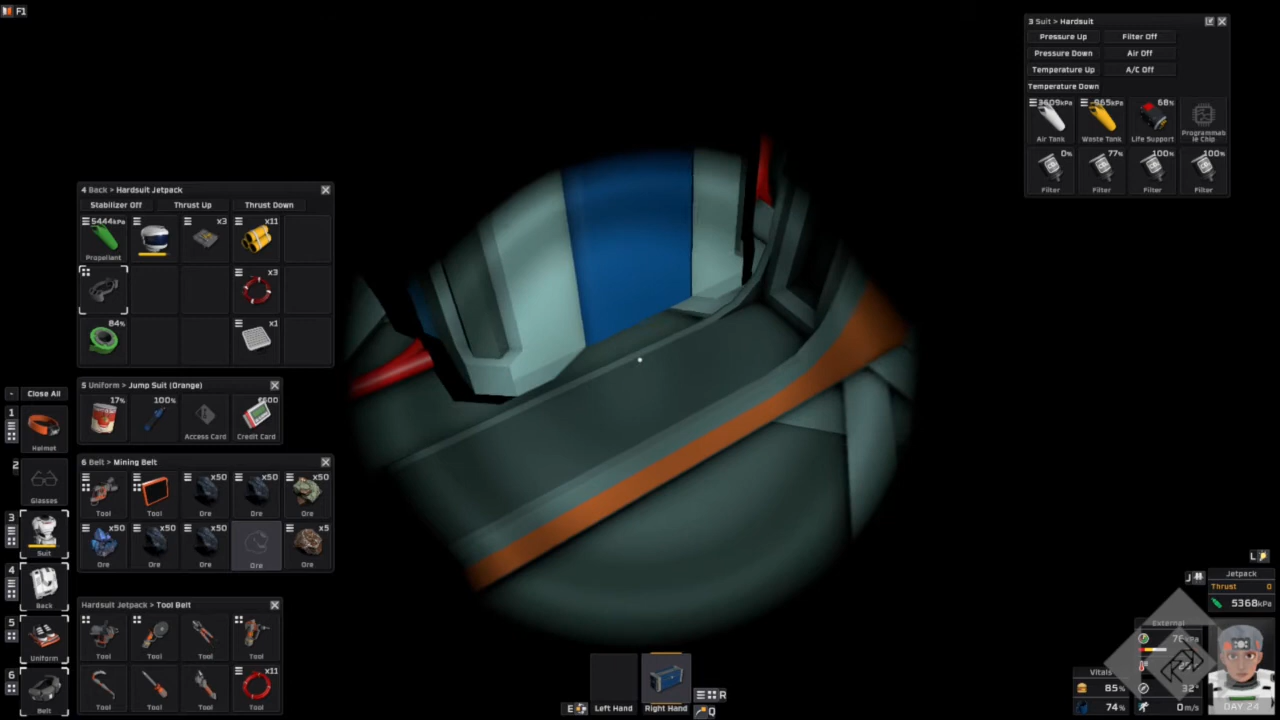 F1
3 Suit > Hardsuit
Pressure Up Filter Off
Pressure Down Air Off
Temperature Up A/C Off
Temperature Down
3609kPa 965kPa 68%
Air Tank Waste Tank Life Support Programmable Chip
0% 77% 100% 100%
Filter Filter Filter Filter
4 Back > Hardsuit Jetpack
Stabilizer Off Thrust Up Thrust Down
5444kPa x3 x11
Propellant
x3
84% x1
5 Uniform > Jump Suit (Orange)
17% 100% €600
Access Card Credit Card
6 Belt > Mining Belt
x50 x50 x50
Tool Tool Ore Ore Ore
x50 x50 x50 x5
Ore Ore Ore Ore Ore
Hardsuit Jetpack > Tool Belt
Tool Tool Tool Tool
x11
Tool Tool Tool Tool
- Close All
1
Helmet
2
Glasses
3
Suit
4
Back
5
Uniform
6
Belt
E Left Hand Right Hand R
Q
L
J Jetpack
Thrust 0
5368kPa
External
Vitals
85% 32°
74% 0m/s
DAY 24